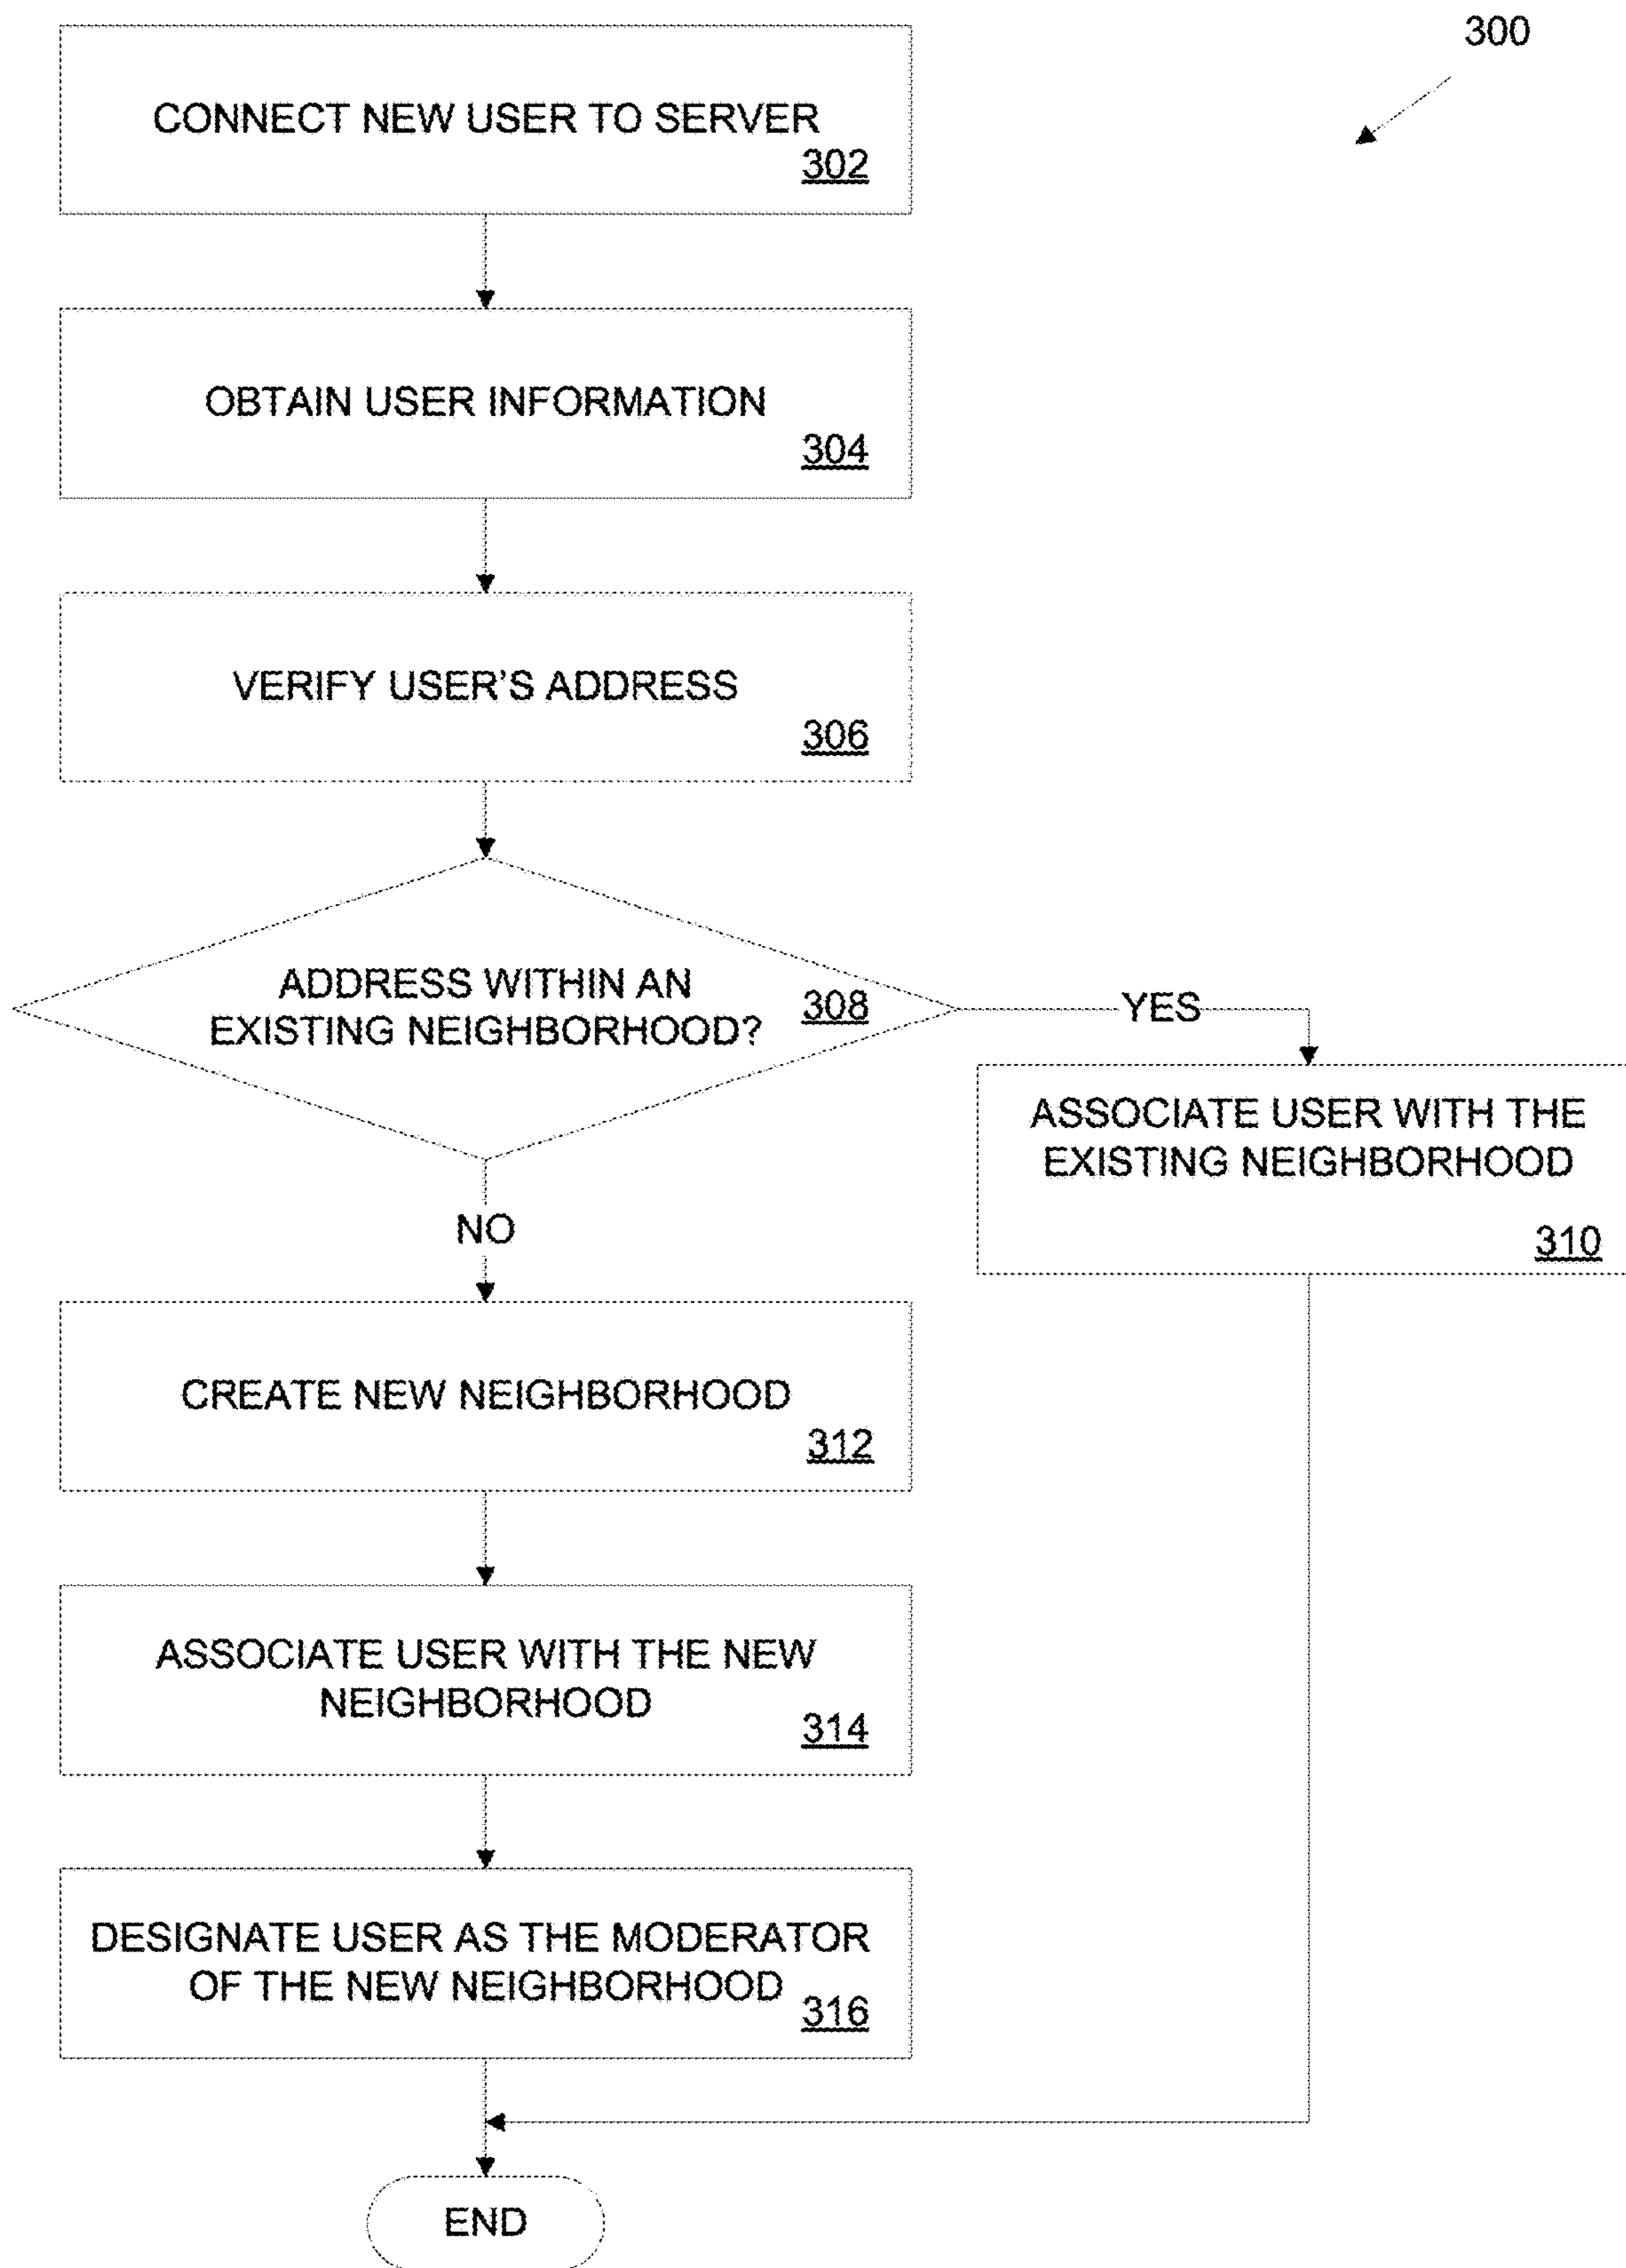 300
CONNECT NEW USER TO SERVER
302
OBTAIN USER INFORMATION
304
VERIFY USER'S ADDRESS
306
ADDRESS WITHIN AN
EXISTING NEIGHBORHOOD?
308
YES
ASSOCIATE USER WITH THE
EXISTING NEIGHBORHOOD
310
NO
CREATE NEW NEIGHBORHOOD
312
ASSOCIATE USER WITH THE NEW
NEIGHBORHOOD
314
DESIGNATE USER AS THE MODERATOR
OF THE NEW NEIGHBORHOOD
316
END